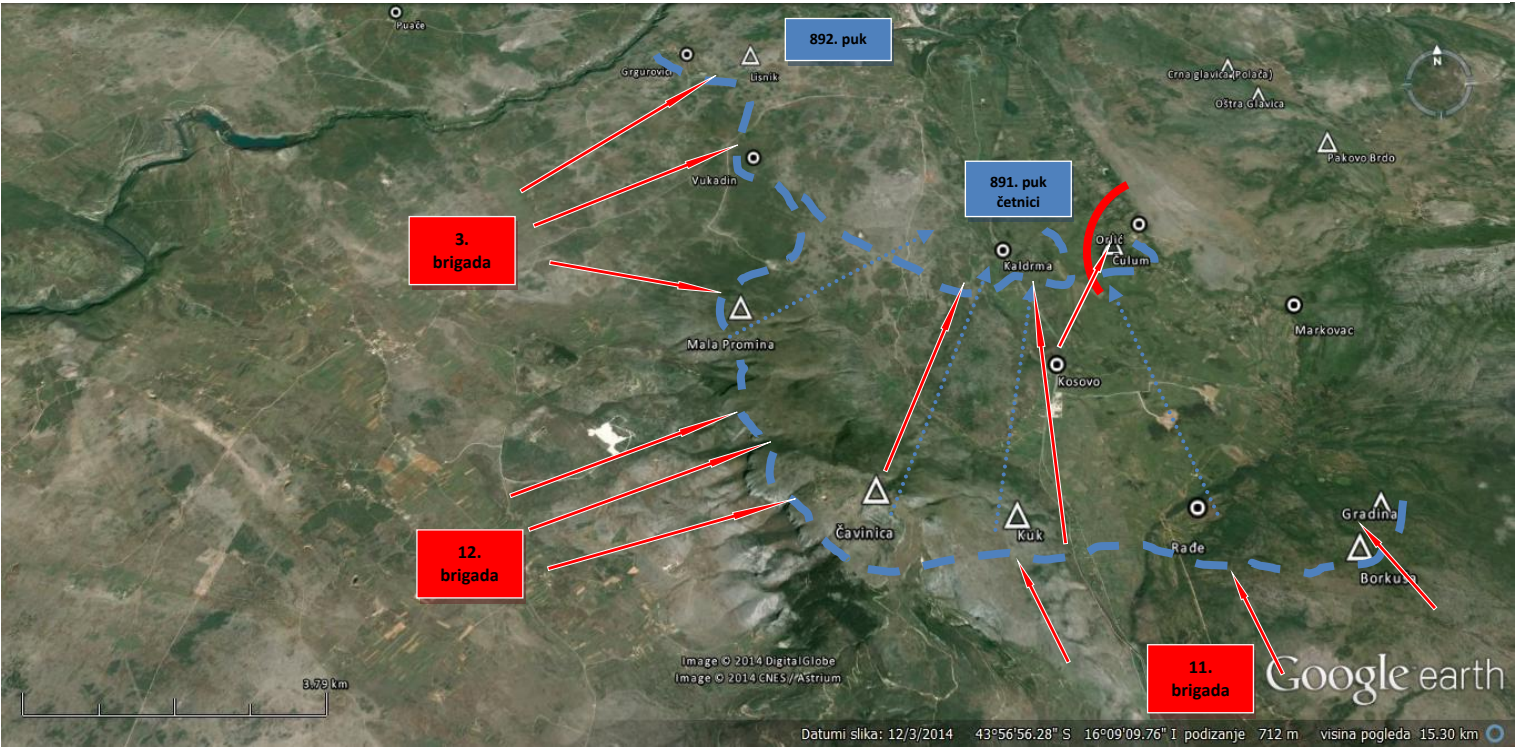 Puače
892. puk
Grgurovići
Lisnik
N
Crna glavica (Polača)
Oštra Glavica
Pakovo Brdo
Vukadin
891. puk
četnici
3.
brigada
Orlić
Čulum
Kaldrma
Markovac
Mala Promina
Kosovo
Čavinica
Kuk
Rađe
Gradina
Borkuša
12.
brigada
11.
brigada
Image © 2014 DigitalGlobe
Image © 2014 CNES / Astrium
Google earth
3.79 km
Datumi slika: 12/3/2014 43°56'56.28" S 16°09'09.76" I podizanje 712 m visina pogleda 15.30 km